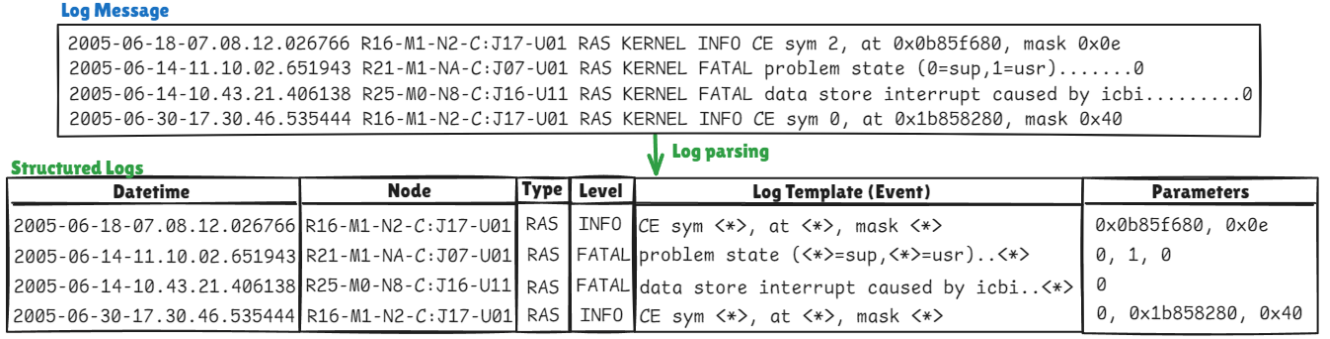 Log Message
2005-06-18-07.08.12.026766 R16-M1-N2-C:J17-U01 RAS KERNEL INFO CE sym 2, at 0x0b85f680, mask 0x0e
2005-06-14-11.10.02.651943 R21-M1-NA-C:J07-U01 RAS KERNEL FATAL problem state (0=sup,1=usr).......0
2005-06-14-10.43.21.406138 R25-M0-N8-C:J16-U11 RAS KERNEL FATAL data store interrupt caused by icbi.........0
2005-06-30-17.30.46.535444 R16-M1-N2-C:J17-U01 RAS KERNEL INFO CE sym 0, at 0x1b858280, mask 0x40
Log parsing
Structured Logs
Datetime Node Type Level Log Template (Event) Parameters
2005-06-18-07.08.12.026766 R16-M1-N2-C:J17-U01 RAS INFO CE sym <*>, at <*>, mask <*> 0x0b85f680, 0x0e
2005-06-14-11.10.02.651943 R21-M1-NA-C:J07-U01 RAS FATAL problem state (<*>=sup,<*>=usr)..<*> 0, 1, 0
2005-06-14-10.43.21.406138 R25-M0-N8-C:J16-U11 RAS FATAL data store interrupt caused by icbi..<*> 0
2005-06-30-17.30.46.535444 R16-M1-N2-C:J17-U01 RAS INFO CE sym <*>, at <*>, mask <*> 0, 0x1b858280, 0x40